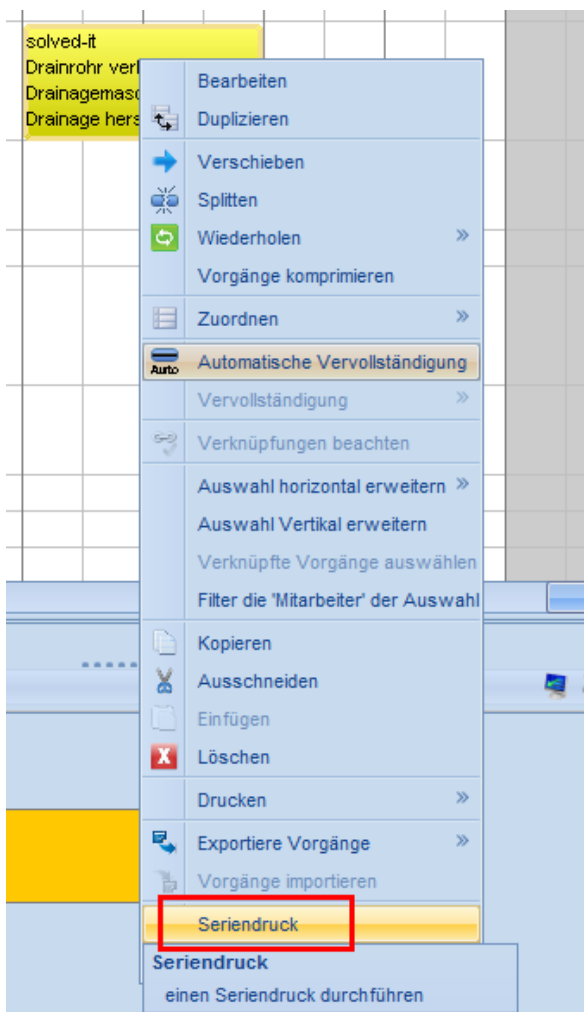 solved-it
Drainrohr verl
Drainagemasc
Drainage hers
Bearbeiten
Duplizieren
Verschieben
Splitten
Wiederholen »
Vorgänge komprimieren
Zuordnen »
Auto Automatische Vervollständigung
Vervollständigung »
Verknüpfungen beachten
Auswahl horizontal erweitern »
Auswahl Vertikal erweitern
Verknüpfte Vorgänge auswählen
Filter die 'Mitarbeiter' der Auswahl
Kopieren
Ausschneiden
Einfügen
X Löschen
Drucken »
Exportiere Vorgänge »
Vorgänge importieren
Seriendruck
Seriendruck
einen Seriendruck durchführen